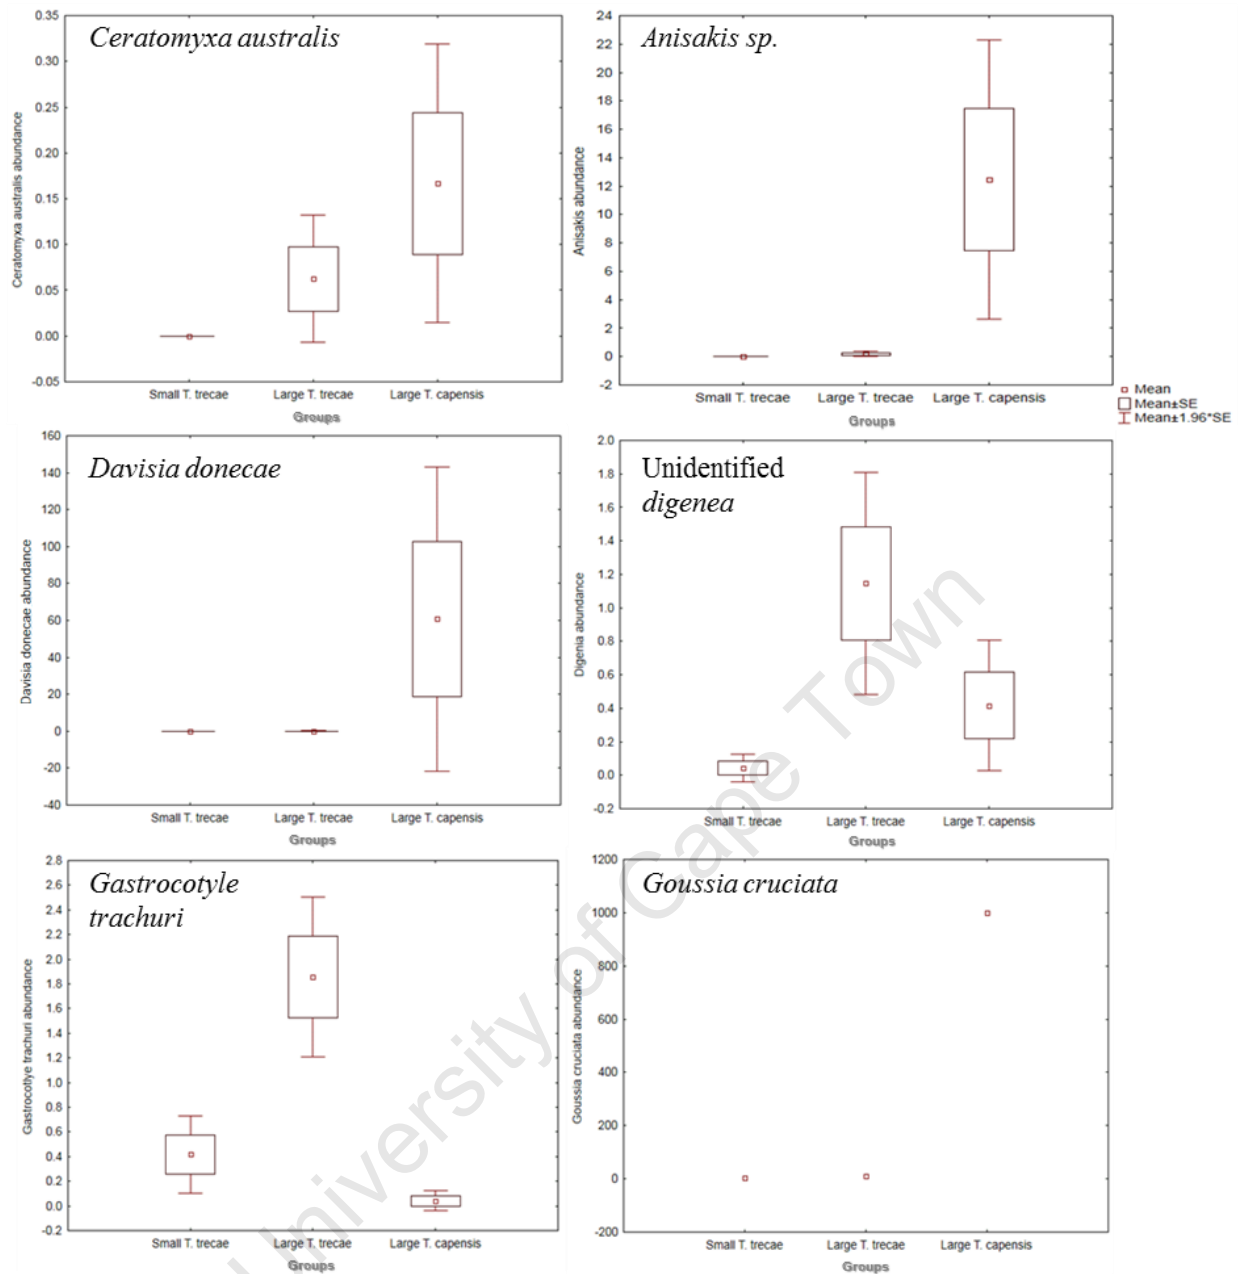 Ceratomyxa australis
Ceratomyxa australis abundance
0.35
0.30
0.25
0.20
0.15
0.10
0.05
0.00
-0.05
Small T. trecae Large T. trecae Large T. capensis
Groups
Anisakis sp.
Anisakis abundance
24
22
20
18
16
14
12
10
8
6
4
2
0
-2
Small T. trecae Large T. trecae Large T. capensis
Groups
Mean
Mean±SE
Mean±1.96*SE
Davisia donecae
Davisia donecae abundance
160
140
120
100
80
60
40
20
0
-20
-40
Small T. trecae Large T. trecae Large T. capensis
Groups
Unidentified
digenea
Digenia abundance
2.0
1.8
1.6
1.4
1.2
1.0
0.8
0.6
0.4
0.2
0.0
-0.2
Small T. trecae Large T. trecae Large T. capensis
Groups
Gastrocotyle
trachuri
Gastrocotlye trachuri abundance
2.8
2.6
2.4
2.2
2.0
1.8
1.6
1.4
1.2
1.0
0.8
0.6
0.4
0.2
0.0
-0.2
Small T. trecae Large T. trecae Large T. capensis
Groups
Goussia cruciata
Goussia cruciata abundance
1200
1000
800
600
400
200
0
-200
Small T. trecae Large T. trecae Large T. capensis
Groups
University of Cape Town